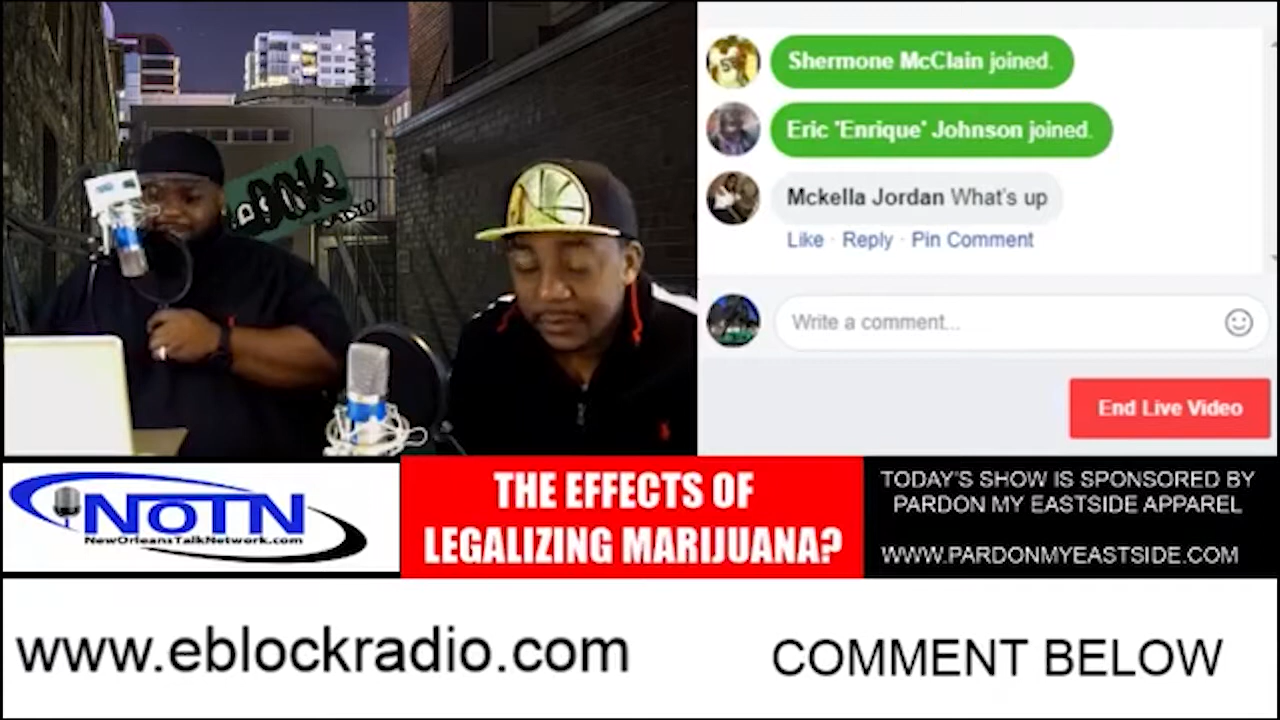 Shermone McClain joined.
Eric 'Enrique' Johnson joined.
Mckella Jordan What's up
Like · Reply · Pin Comment
Write a comment...
End Live Video
NOTN
NewOrleansTalkNetwork.com
THE EFFECTS OF
LEGALIZING MARIJUANA?
TODAY'S SHOW IS SPONSORED BY
PARDON MY EASTSIDE APPAREL
WWW.PARDONMYEASTSIDE.COM
www.eblockradio.com
COMMENT BELOW